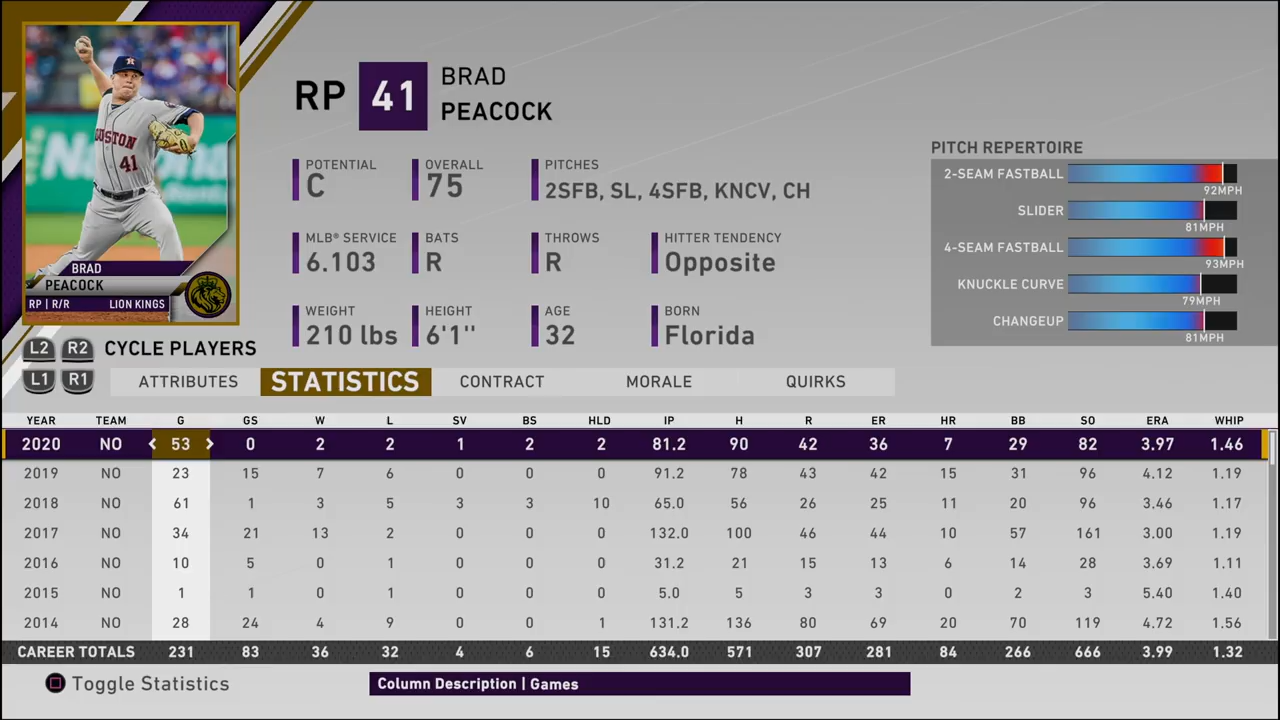 HOUSTON
41
BRAD
PEACOCK
RP | R/R LION KINGS
RP 41 BRAD
PEACOCK
POTENTIAL OVERALL PITCHES
C 75 2SFB, SL, 4SFB, KNCV, CH
MLB® SERVICE BATS THROWS HITTER TENDENCY
6.103 R R Opposite
WEIGHT HEIGHT AGE BORN
210 lbs 6'1'' 32 Florida
PITCH REPERTOIRE
2-SEAM FASTBALL
92MPH
SLIDER
81MPH
4-SEAM FASTBALL
93MPH
KNUCKLE CURVE
79MPH
CHANGEUP
81MPH
L2 R2 CYCLE PLAYERS
L1 R1 ATTRIBUTES STATISTICS CONTRACT MORALE QUIRKS
YEAR TEAM G GS W L SV BS HLD IP H R ER HR BB SO ERA WHIP
2020 NO 53 0 2 2 1 2 2 81.2 90 42 36 7 29 82 3.97 1.46
2019 NO 23 15 7 6 0 0 0 91.2 78 43 42 15 31 96 4.12 1.19
2018 NO 61 1 3 5 3 3 10 65.0 56 26 25 11 20 96 3.46 1.17
2017 NO 34 21 13 2 0 0 0 132.0 100 46 44 10 57 161 3.00 1.19
2016 NO 10 5 0 1 0 0 0 31.2 21 15 13 6 14 28 3.69 1.11
2015 NO 1 1 0 1 0 0 0 5.0 5 3 3 0 2 3 5.40 1.40
2014 NO 28 24 4 9 0 0 1 131.2 136 80 69 20 70 119 4.72 1.56
CAREER TOTALS 231 83 36 32 4 6 15 634.0 571 307 281 84 266 666 3.99 1.32
Toggle Statistics
Column Description | Games